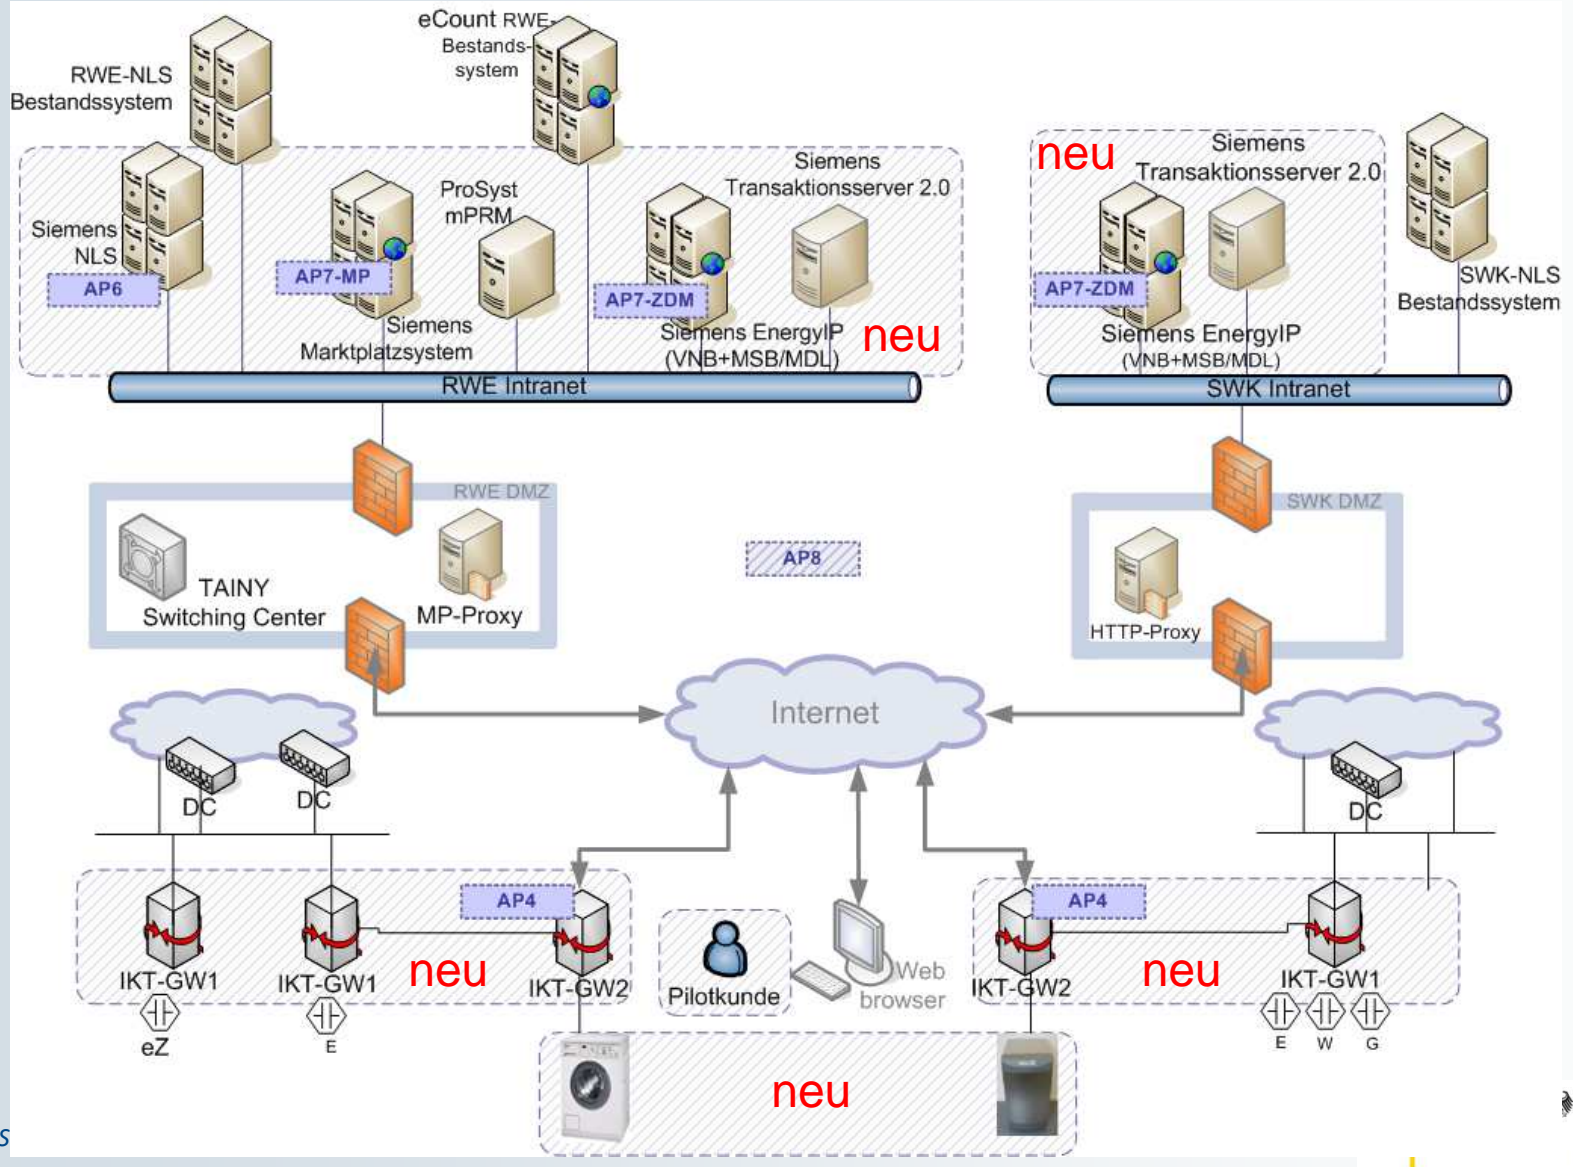 eCount RWE-
Bestands-
system
RWE-NLS
Bestandssystem
Siemens
NLS
AP6
AP7-MP
Siemens
Marktplatzsystem
ProSyst
mPRM
Siemens
Transaktionsserver 2.0
AP7-ZDM
Siemens EnergyIP
(VNB+MSB/MDL)
neu
RWE Intranet
neu
Siemens
Transaktionsserver 2.0
AP7-ZDM
Siemens EnergyIP
(VNB+MSB/MDL)
SWK-NLS
Bestandssystem
SWK Intranet
RWE DMZ
TAINY
Switching Center
MP-Proxy
AP8
SWK DMZ
HTTP-Proxy
Internet
DC
DC
DC
AP4
IKT-GW1
IKT-GW1
neu
IKT-GW2
eZ
E
Pilotkunde
Web
browser
AP4
IKT-GW2
neu
IKT-GW1
E
W
G
neu
s